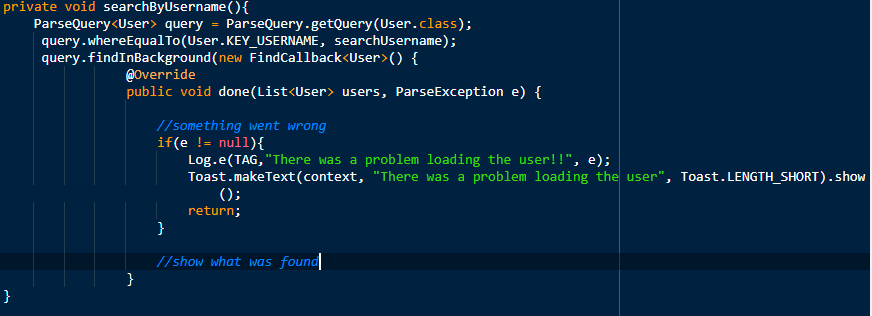 private void searchByUsername(){
ParseQuery<User> query = ParseQuery.getQuery(User.class);
query.whereEqualTo(User.KEY_USERNAME, searchUsername);
query.findInBackground(new FindCallback<User>() {
@Override
public void done(List<User> users, ParseException e) {
//something went wrong
if(e != null){
Log.e(TAG,"There was a problem loading the user!!", e);
Toast.makeText(context, "There was a problem loading the user", Toast.LENGTH_SHORT).show
();
return;
}
//show what was found
}
}